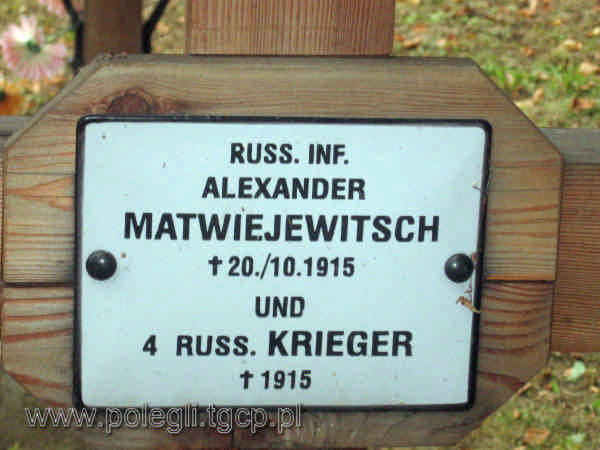 RUSS. INF.
ALEXANDER
MATWIEJEWITSCH
✝ 20./10.1915
UND
4 RUSS. KRIEGER
✝ 1915
www.polegli.tgcp.pl